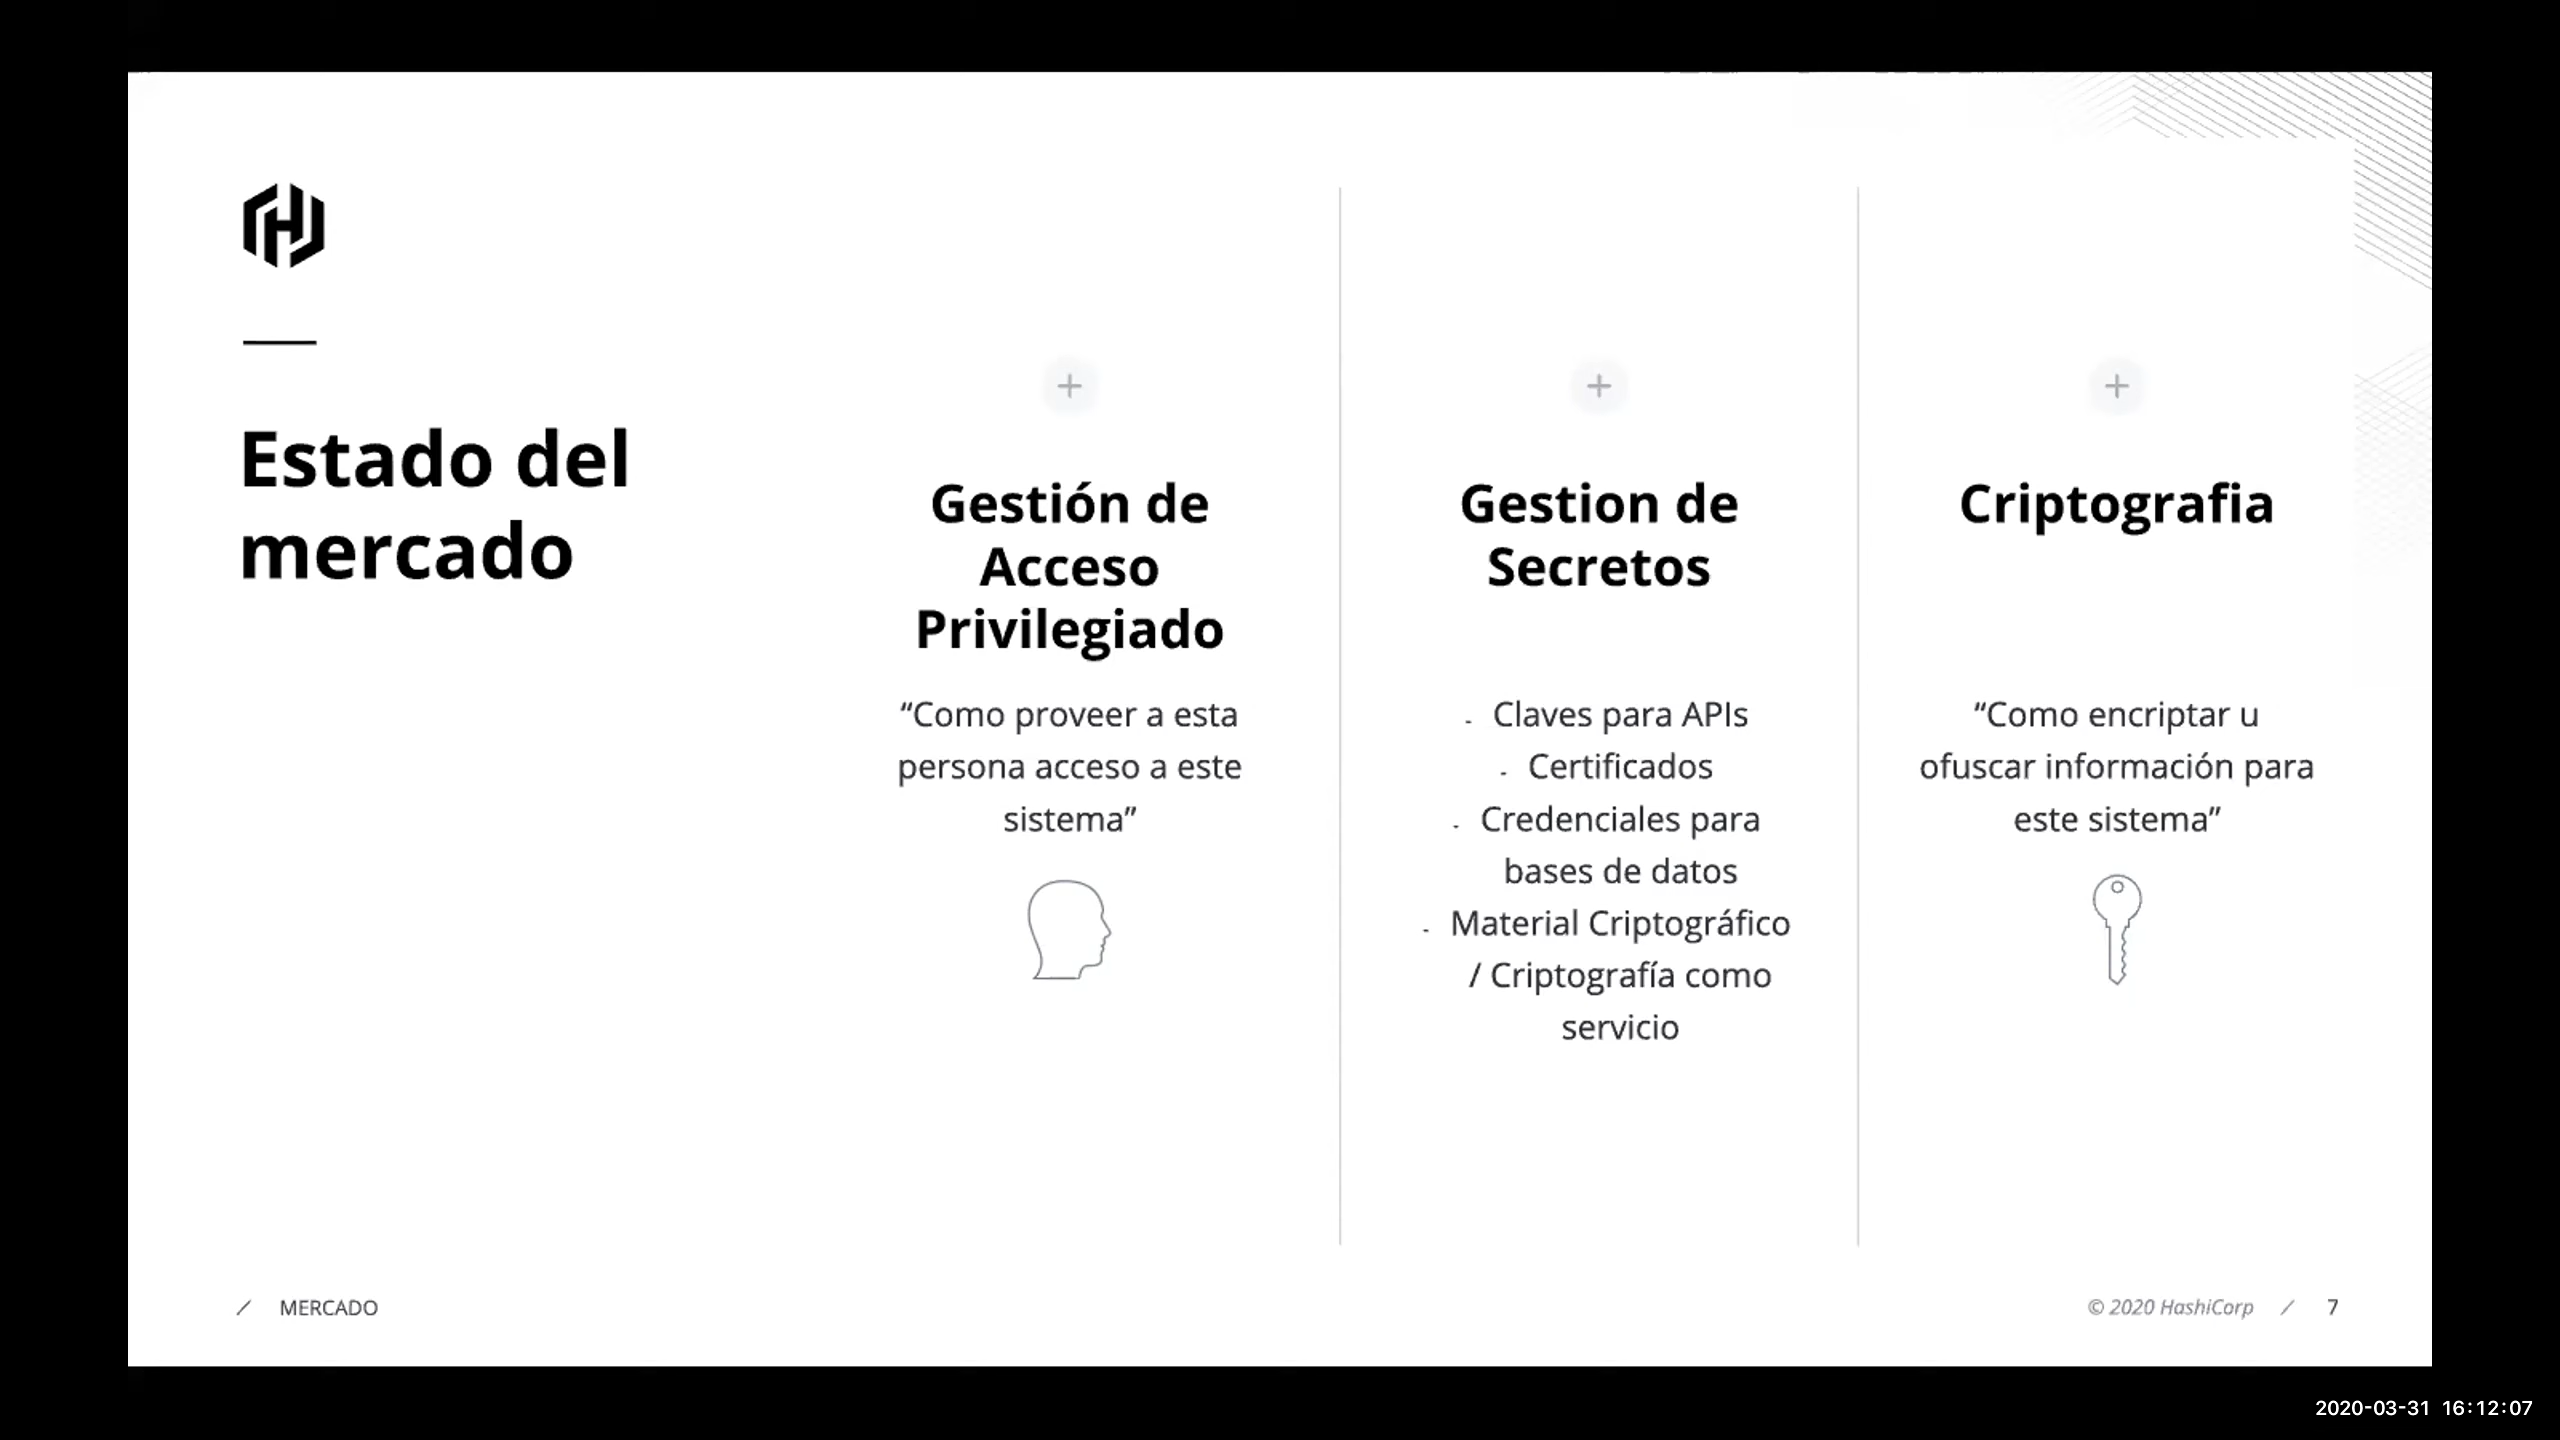 Estado del
mercado
Gestión de
Acceso
Privilegiado
“Como proveer a esta
persona acceso a este
sistema”
Gestion de
Secretos
- Claves para APIs
- Certificados
- Credenciales para
bases de datos
- Material Criptográfico
/ Criptografía como
servicio
Criptografia
“Como encriptar u
ofuscar información para
este sistema”
/ MERCADO
© 2020 HashiCorp / 7
2020-03-31 16:12:07